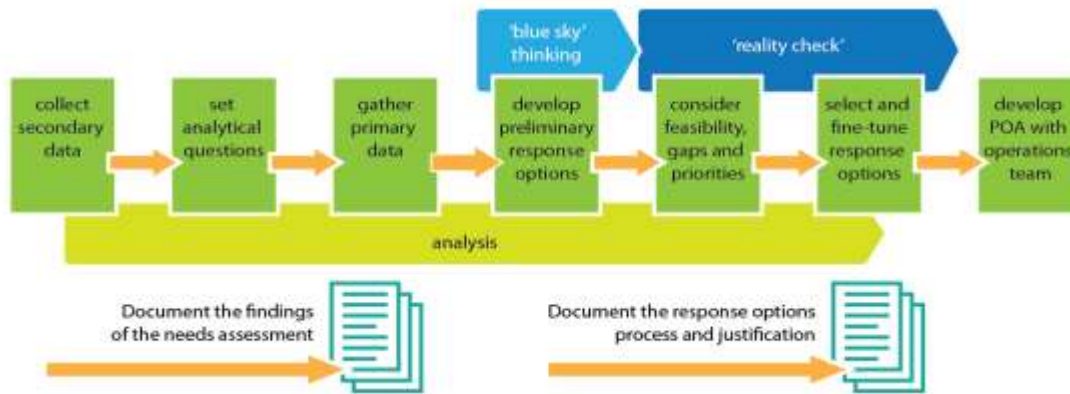 'blue sky'
thinking
'reality check'
collect
secondary
data
set
analytical
questions
gather
primary
data
develop
preliminary
response
options
consider
feasibility,
gaps and
priorities
select and
fine-tune
response
options
develop
POA with
operations
team
analysis
Document the findings
of the needs assessment
Document the response options
process and justification